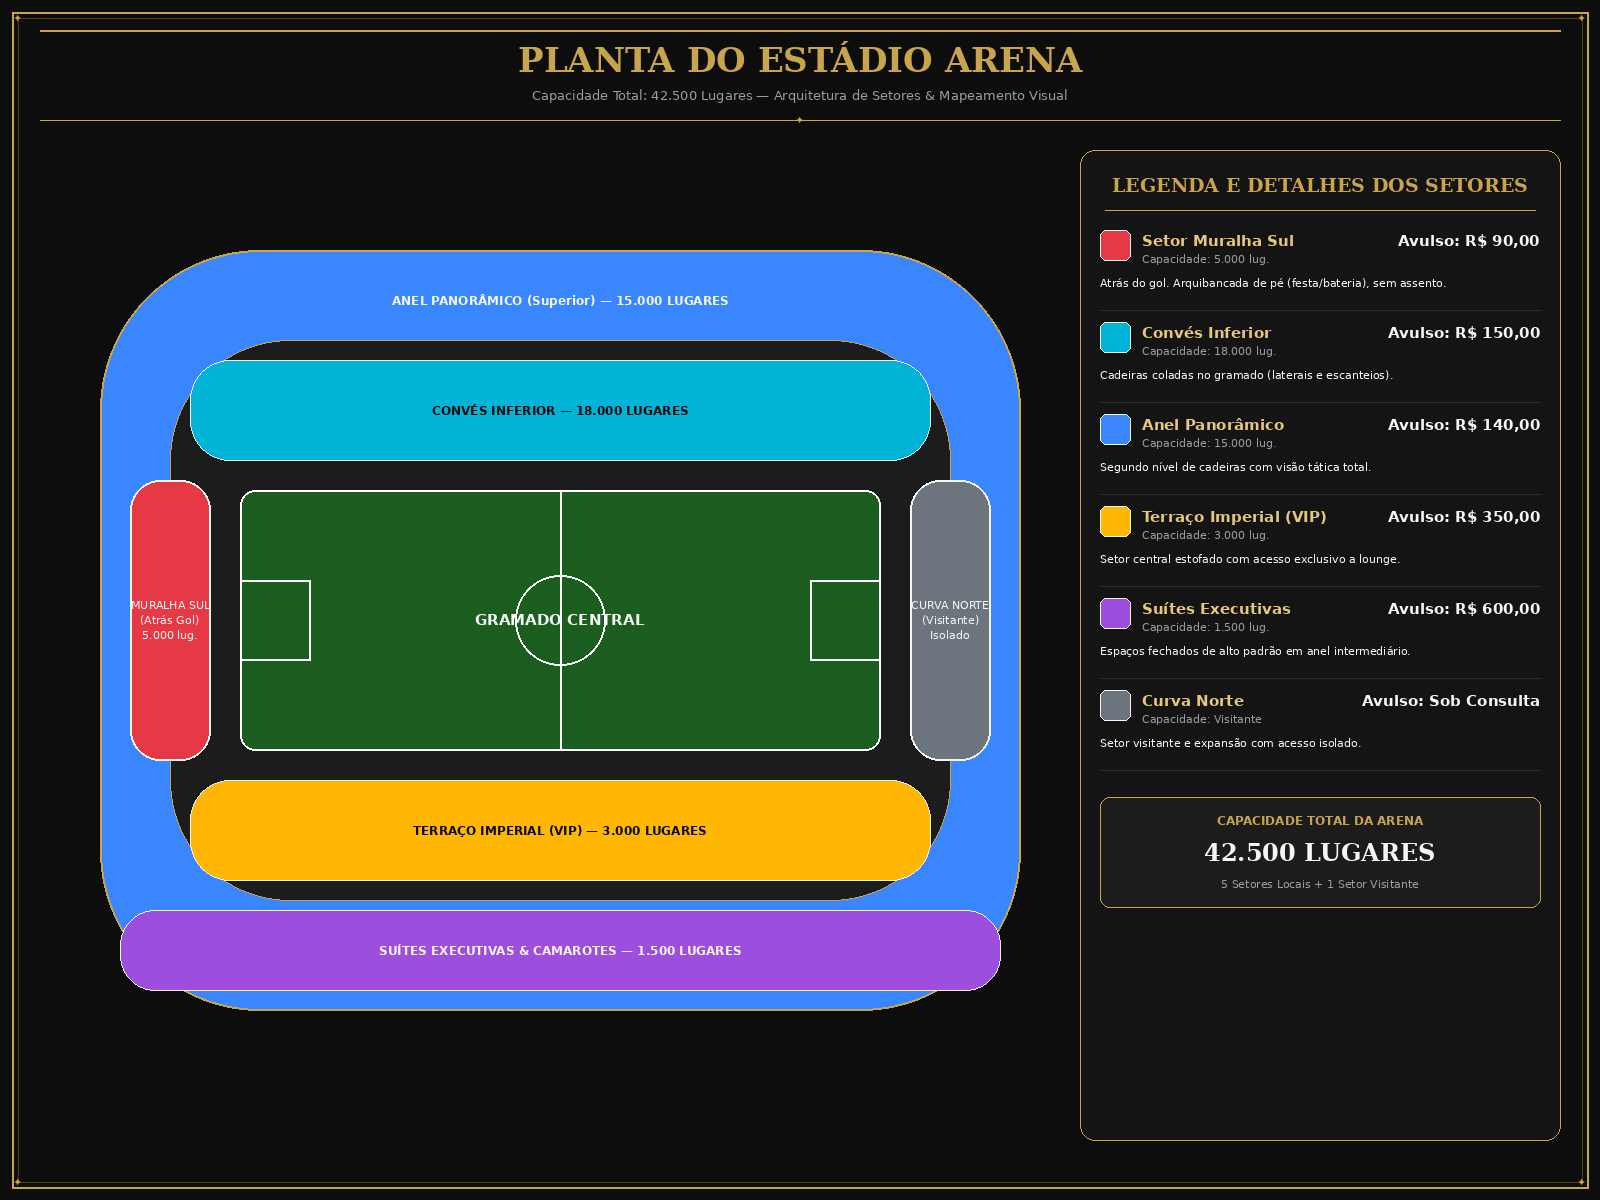 PLANTA DO ESTÁDIO ARENA
Capacidade Total: 42.500 Lugares — Arquitetura de Setores & Mapeamento Visual
ANEL PANORÂMICO (Superior) — 15.000 LUGARES
CONVÉS INFERIOR — 18.000 LUGARES
MURALHA SUL
(Atrás Gol)
5.000 lug.
GRAMADO CENTRAL
CURVA NORTE
(Visitante)
Isolado
TERRAÇO IMPERIAL (VIP) — 3.000 LUGARES
SUÍTES EXECUTIVAS & CAMAROTES — 1.500 LUGARES
LEGENDA E DETALHES DOS SETORES
Setor Muralha Sul Avulso: R$ 90,00
Capacidade: 5.000 lug.
Atrás do gol. Arquibancada de pé (festa/bateria), sem assento.
Convés Inferior Avulso: R$ 150,00
Capacidade: 18.000 lug.
Cadeiras coladas no gramado (laterais e escanteios).
Anel Panorâmico Avulso: R$ 140,00
Capacidade: 15.000 lug.
Segundo nível de cadeiras com visão tática total.
Terraço Imperial (VIP) Avulso: R$ 350,00
Capacidade: 3.000 lug.
Setor central estofado com acesso exclusivo a lounge.
Suítes Executivas Avulso: R$ 600,00
Capacidade: 1.500 lug.
Espaços fechados de alto padrão em anel intermediário.
Curva Norte Avulso: Sob Consulta
Capacidade: Visitante
Setor visitante e expansão com acesso isolado.
CAPACIDADE TOTAL DA ARENA
42.500 LUGARES
5 Setores Locais + 1 Setor Visitante